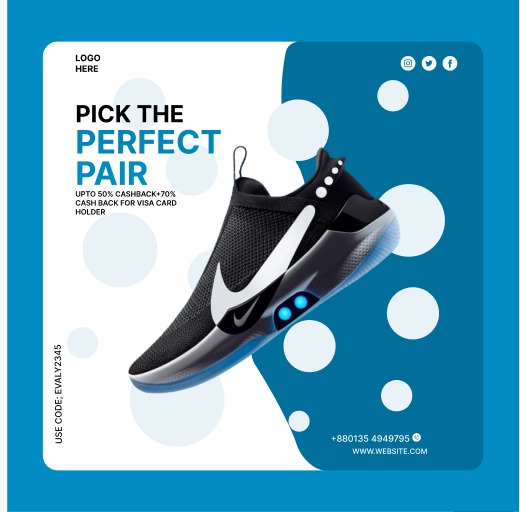 LOGO
HERE
PICK THE
PERFECT
PAIR
UPTO 50% CASHBACK+70%
CASH BACK FOR VISA CARD
HOLDER
USE CODE; EVALY2345
+880135 4949795
WWW.WEBSITE.COM